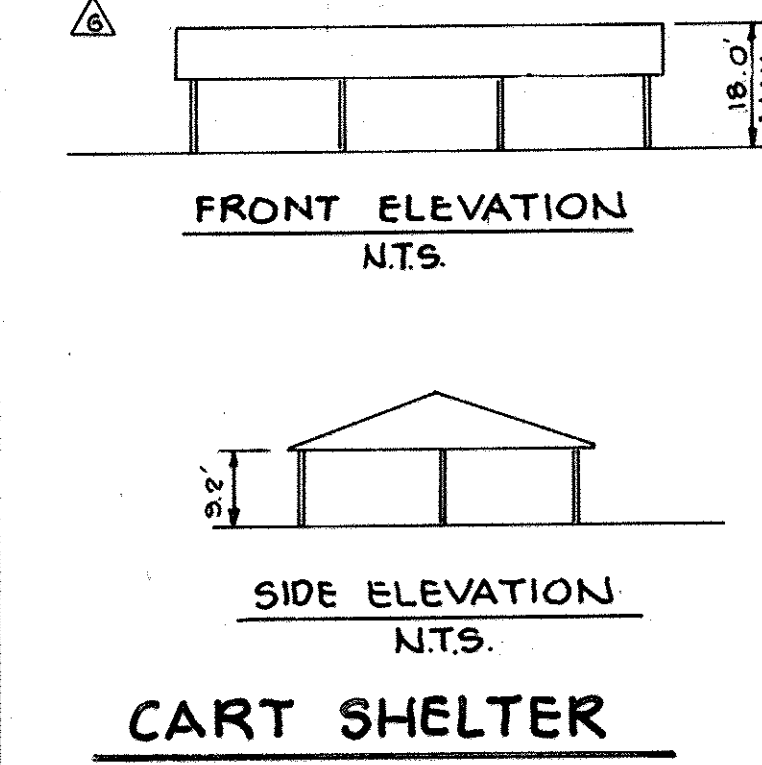 6
18.0'
FRONT ELEVATION
N.T.S.
9.2'
SIDE ELEVATION
N.T.S.
CART SHELTER